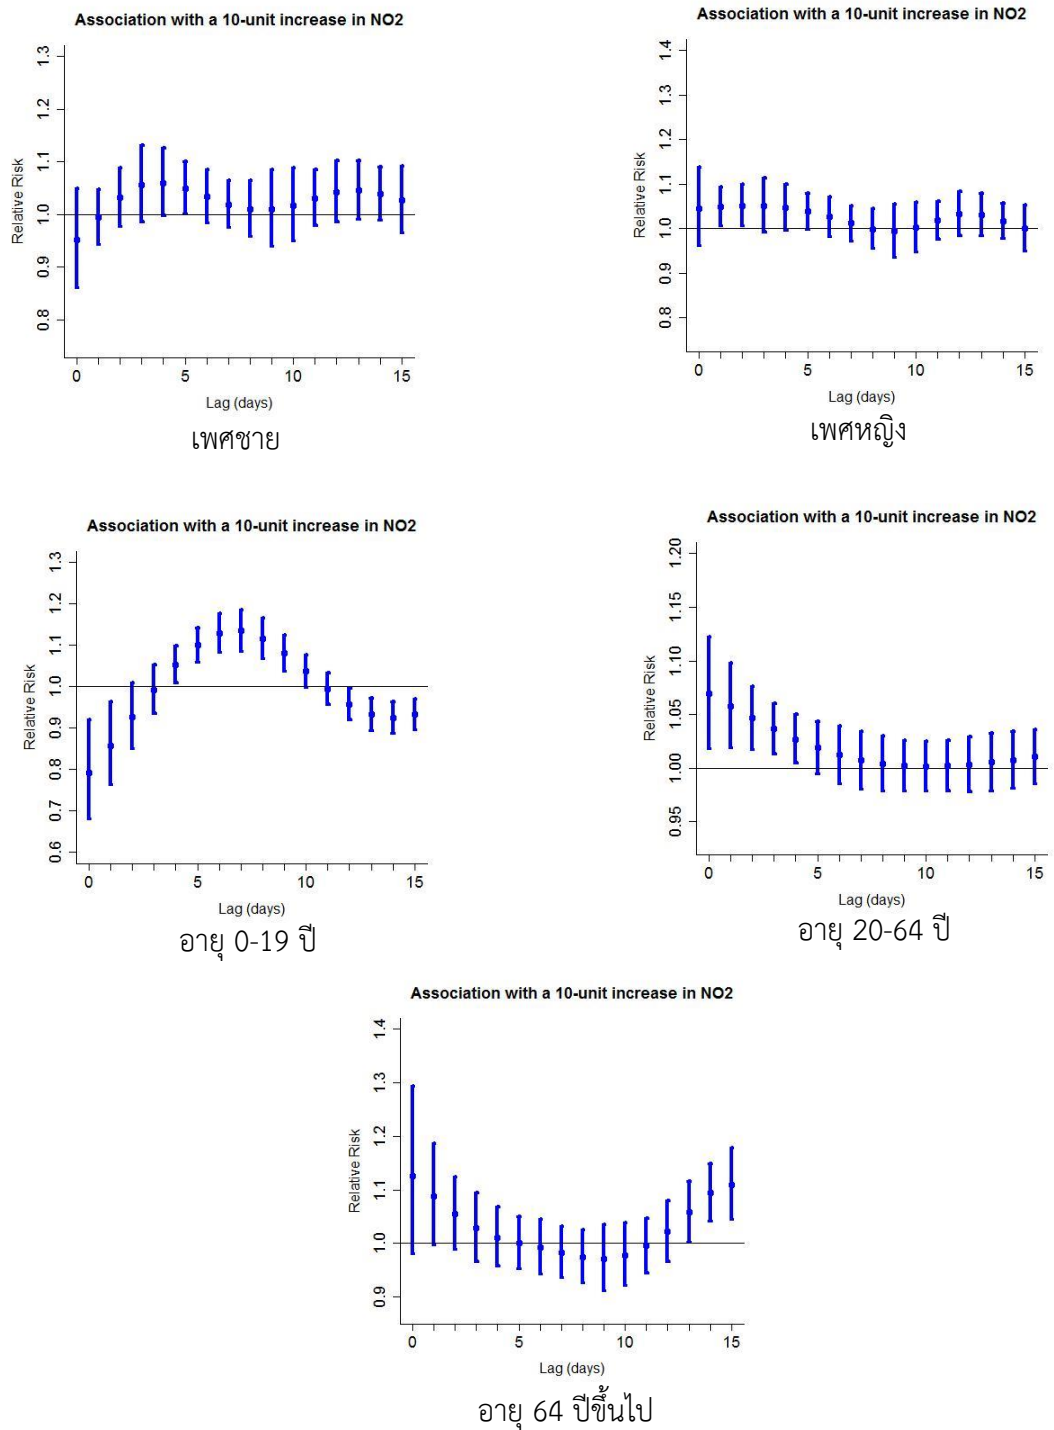 Association with a 10-unit increase in NO2
Relative Risk
1.3
1.2
1.1
1.0
0.9
0.8
0 5 10 15
Lag (days)
เพศชาย
Association with a 10-unit increase in NO2
Relative Risk
1.4
1.3
1.2
1.1
1.0
0.9
0.8
0 5 10 15
Lag (days)
เพศหญิง
Association with a 10-unit increase in NO2
Relative Risk
1.3
1.2
1.1
1.0
0.9
0.8
0.7
0.6
0 5 10 15
Lag (days)
อายุ 0-19 ปี
Association with a 10-unit increase in NO2
Relative Risk
1.20
1.15
1.10
1.05
1.00
0.95
0 5 10 15
Lag (days)
อายุ 20-64 ปี
Association with a 10-unit increase in NO2
Relative Risk
1.4
1.3
1.2
1.1
1.0
0.9
0 5 10 15
Lag (days)
อายุ 64 ปีขึ้นไป